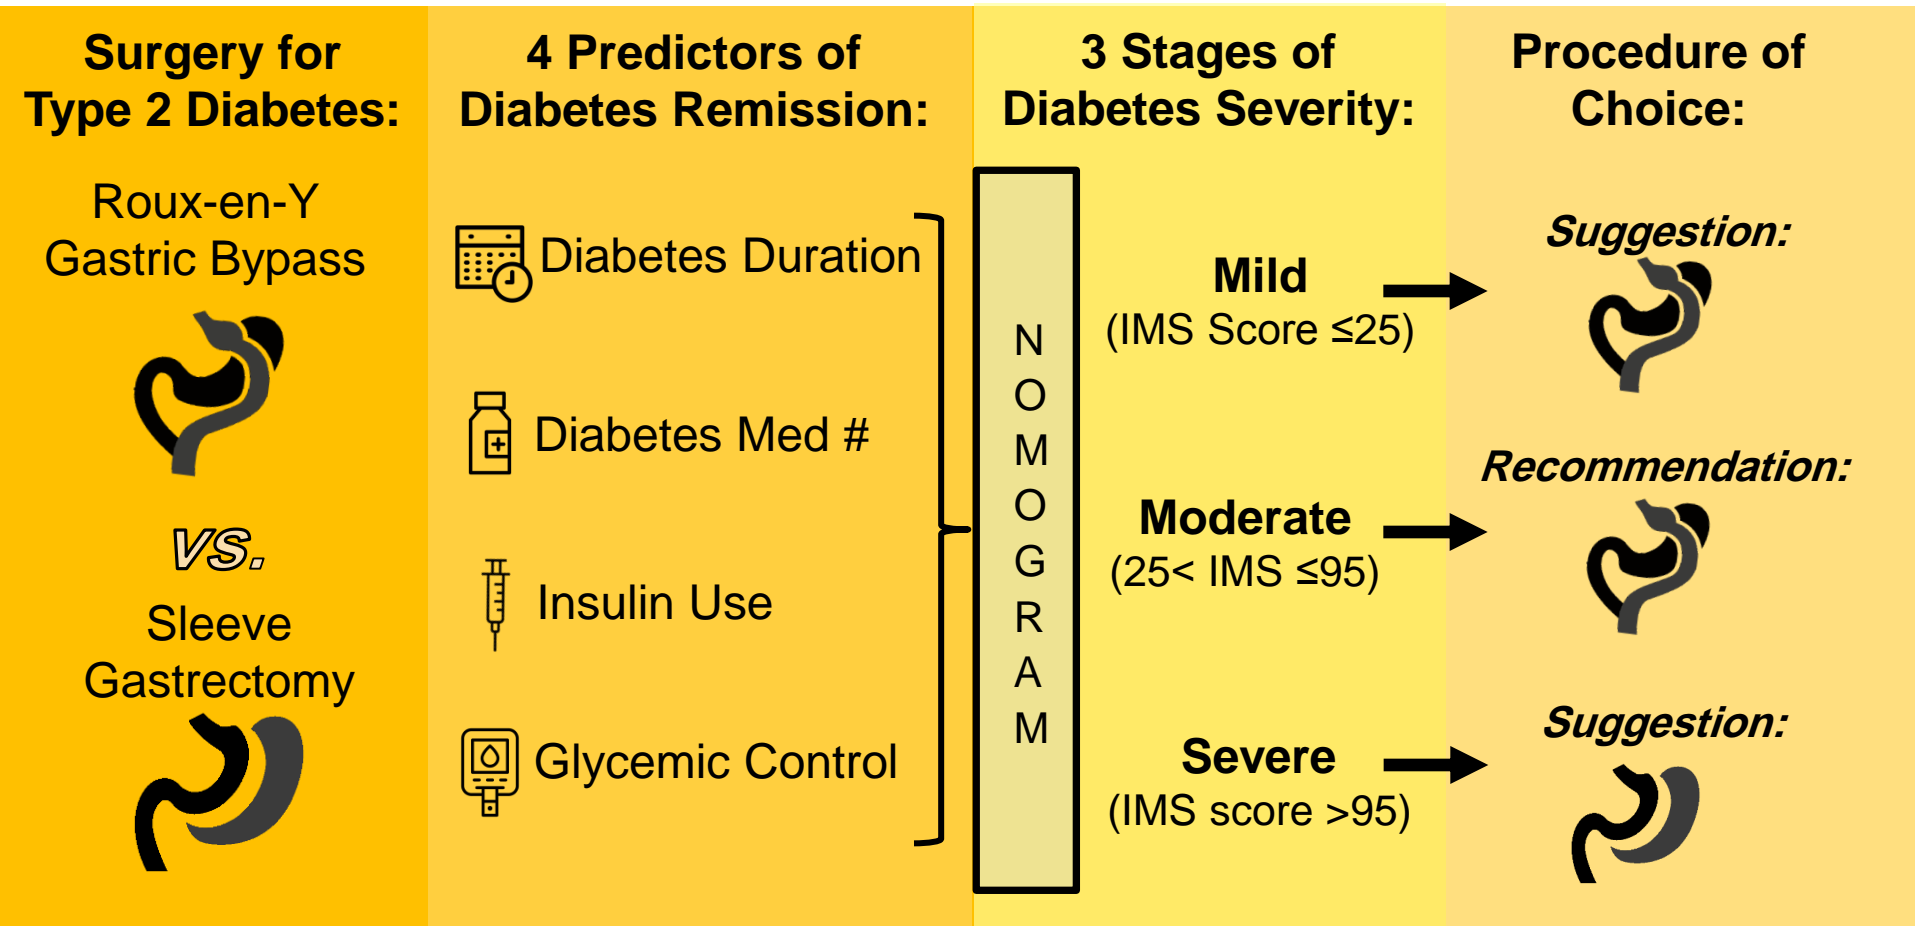 Surgery for
Type 2 Diabetes:
Roux-en-Y
Gastric Bypass
vs.
Sleeve
Gastrectomy
4 Predictors of
Diabetes Remission:
Diabetes Duration
Diabetes Med #
Insulin Use
Glycemic Control
NOMOGRAM
3 Stages of
Diabetes Severity:
Mild
(IMS Score ≤25)
Moderate
(25< IMS ≤95)
Severe
(IMS score >95)
Procedure of
Choice:
Suggestion:
Recommendation:
Suggestion: